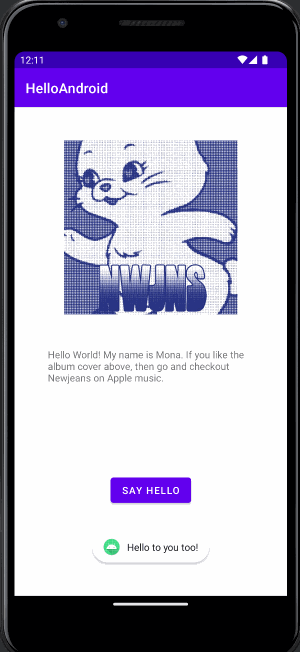 12:11
HelloAndroid
NWJNS
Hello World! My name is Mona. If you like the
album cover above, then go and checkout
Newjeans on Apple music.
SAY HELLO
Hello to you too!